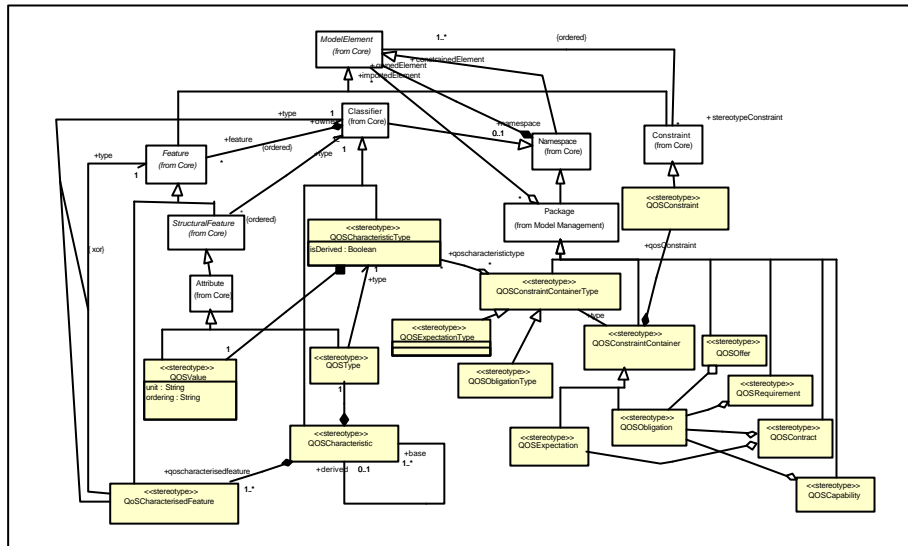 ModelElement
(from Core)
1..*
{ordered}
+ constrainedElement
+ownedElement
+importedElement
*
+type
1
Classifier
(from Core)
+namespace
0..1
Namespace
(from Core)
*
+ stereotypeConstraint
Constraint
(from Core)
+feature
{ordered}
*
+type
1
+type
1
Feature
(from Core)
StructuralFeature
(from Core)
*
{ordered}
*
Package
(from Model Management)
<<stereotype>>
QOSConstraint
{ xor}
Attribute
(from Core)
<<stereotype>>
QOSCharacteristicType
isDerived : Boolean
+qoscharacteristictype
*
*
+qosConstraint
1
+type
<<stereotype>>
QOSConstraintContainerType
+type
<<stereotype>>
QOSExpectationType
<<stereotype>>
QOSConstraintContainer
<<stereotype>>
QOSOffer
1
<<stereotype>>
QOSValue
unit : String
ordering : String
<<stereotype>>
QOSType
1
<<stereotype>>
QOSObligationType
<<stereotype>>
QOSRequirement
<<stereotype>>
QOSCharacteristic
<<stereotype>>
QOSExpectation
<<stereotype>>
QOSObligation
<<stereotype>>
QOSContract
+base
1..*
+derived
0..1
+qoscharacterisedfeature
1..*
<<stereotype>>
QoSCharacterisedFeature
<<stereotype>>
QOSCapability